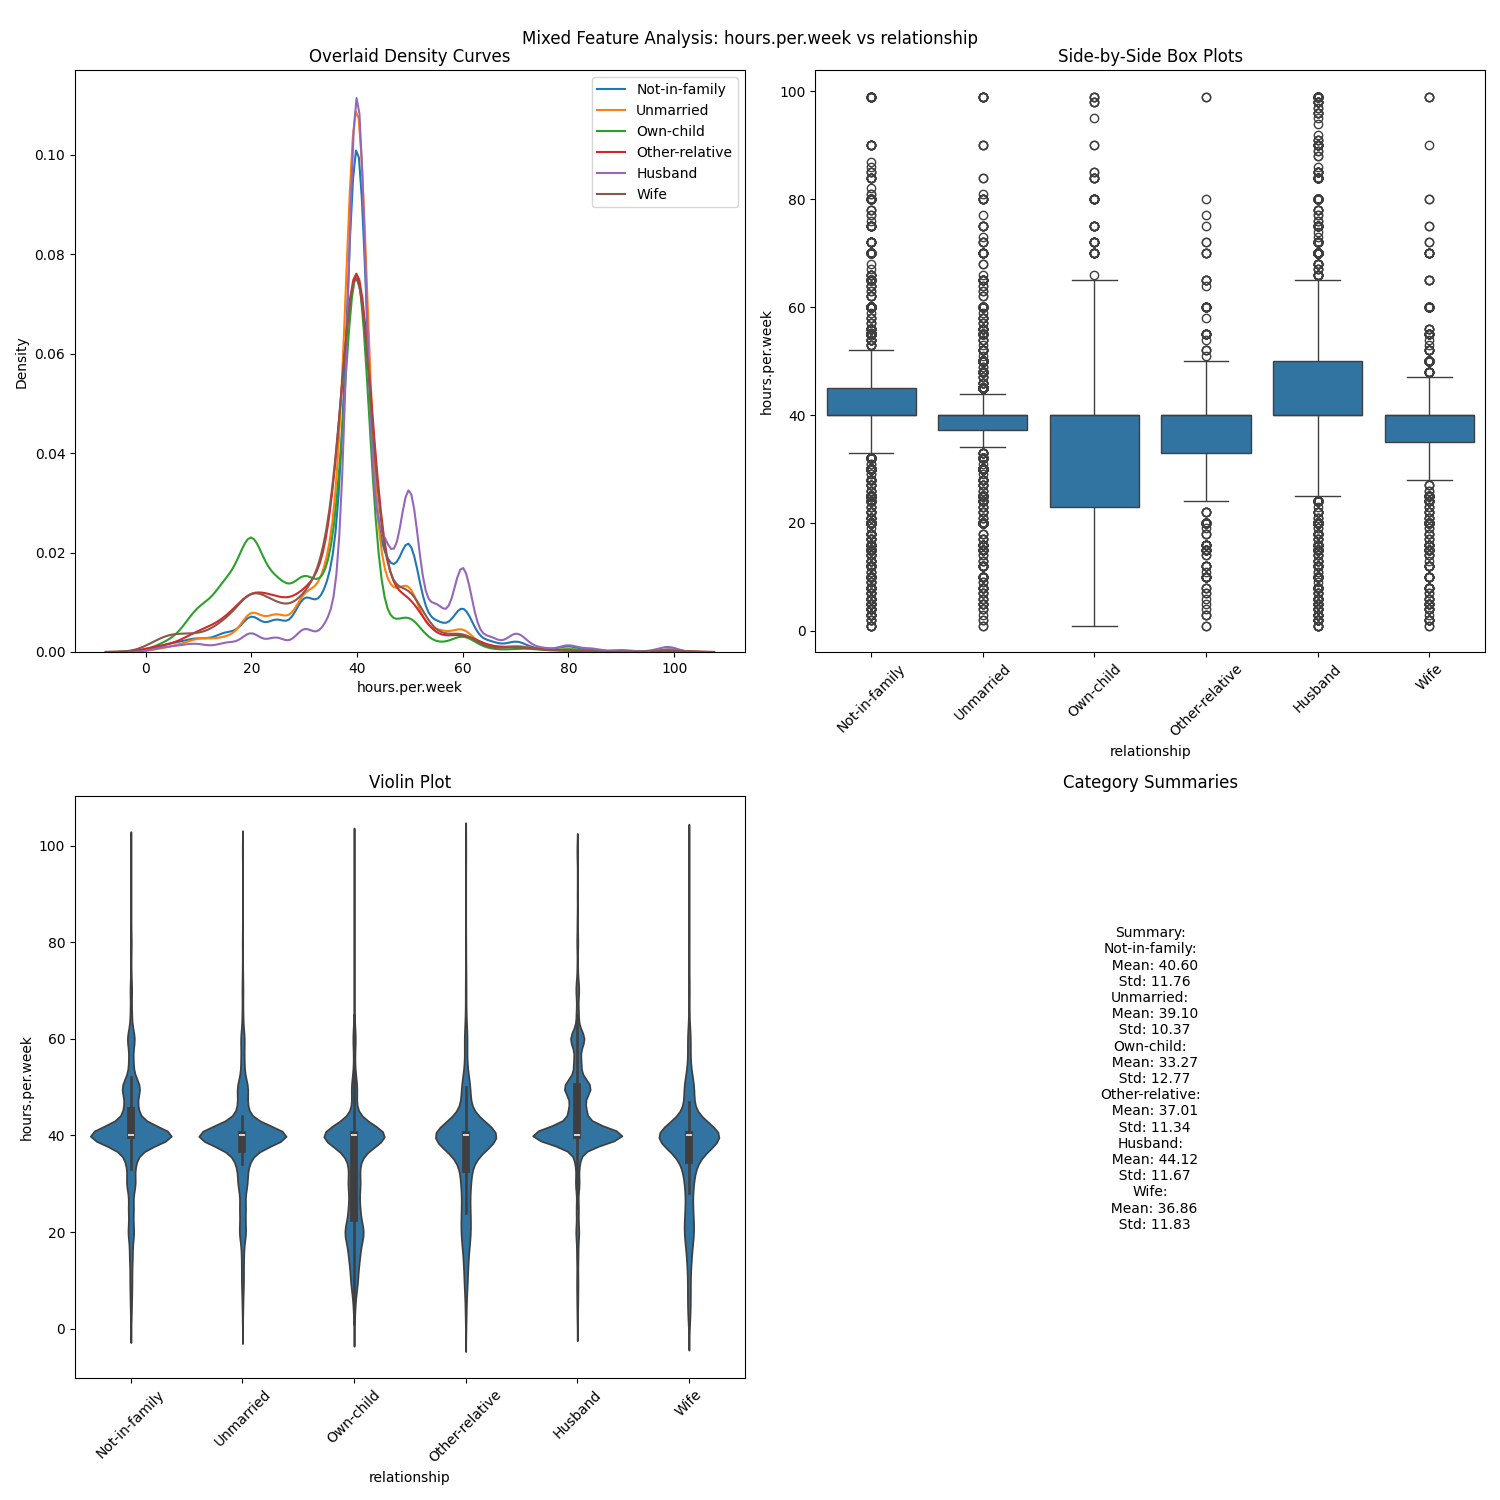 Mixed Feature Analysis: hours.per.week vs relationship
Overlaid Density Curves
Not-in-family
Unmarried
Own-child
Other-relative
Husband
Wife
Density
0.10
0.08
0.06
0.04
0.02
0.00
0 20 40 60 80 100
hours.per.week
Side-by-Side Box Plots
hours.per.week
100
80
60
40
20
0
Not-in-family
Unmarried
Own-child
Other-relative
Husband
Wife
relationship
Violin Plot
hours.per.week
100
80
60
40
20
0
Not-in-family
Unmarried
Own-child
Other-relative
Husband
Wife
relationship
Category Summaries
Summary:
Not-in-family:
Mean: 40.60
Std: 11.76
Unmarried:
Mean: 39.10
Std: 10.37
Own-child:
Mean: 33.27
Std: 12.77
Other-relative:
Mean: 37.01
Std: 11.34
Husband:
Mean: 44.12
Std: 11.67
Wife:
Mean: 36.86
Std: 11.83